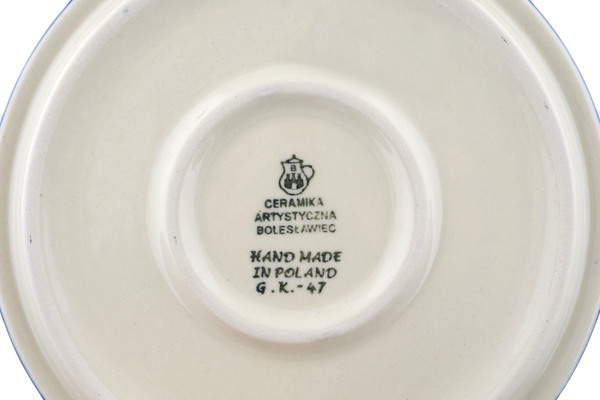 B
CERAMIKA
ARTYSTYCZNA
BOLESŁAWIEC
HAND MADE
IN POLAND
G.K.-47